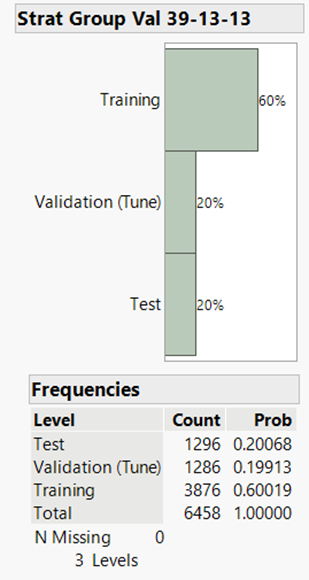 Strat Group Val 39-13-13
Training 60%
Validation (Tune) 20%
Test 20%
Frequencies
Level Count Prob
Test 1296 0.20068
Validation (Tune) 1286 0.19913
Training 3876 0.60019
Total 6458 1.00000
N Missing 0
3 Levels